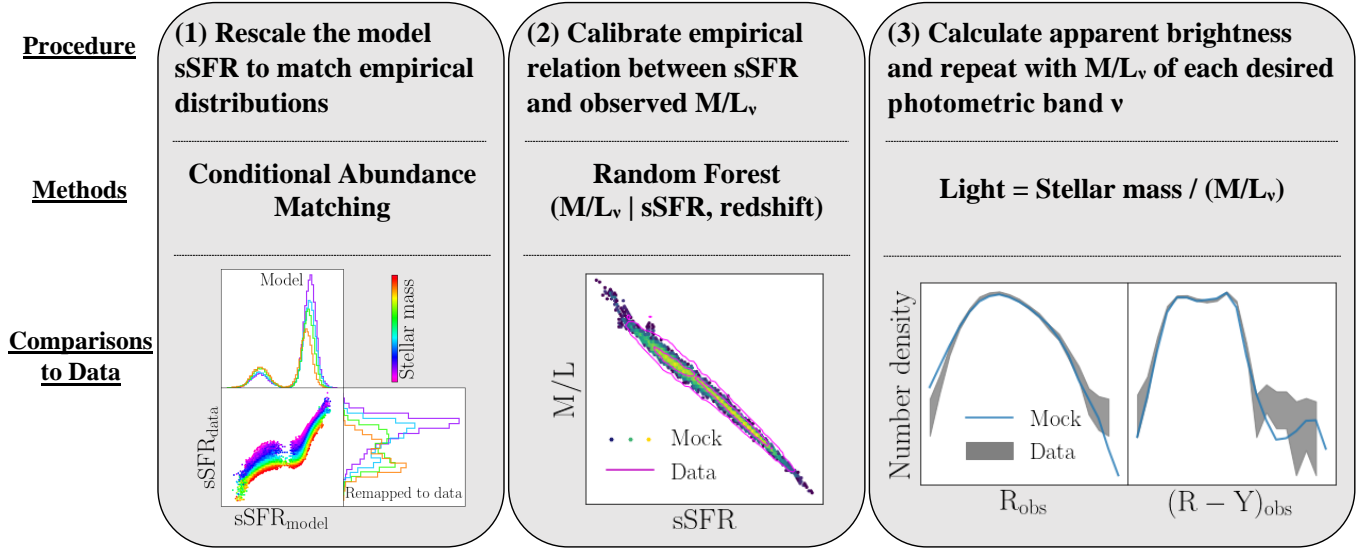 Procedure
(1) Rescale the model
sSFR to match empirical
distributions
(2) Calibrate empirical
relation between sSFR
and observed M/Lᵥ
(3) Calculate apparent brightness
and repeat with M/Lᵥ of each desired
photometric band ν
Methods
Conditional Abundance
Matching
Random Forest
(M/Lᵥ | sSFR, redshift)
Light = Stellar mass / (M/Lᵥ)
Comparisons
to Data
Model
Stellar mass
sSFR_data
Remapped to data
sSFR_model
M/L
Mock
Data
sSFR
Number density
Mock
Data
R_obs
(R − Y)_obs